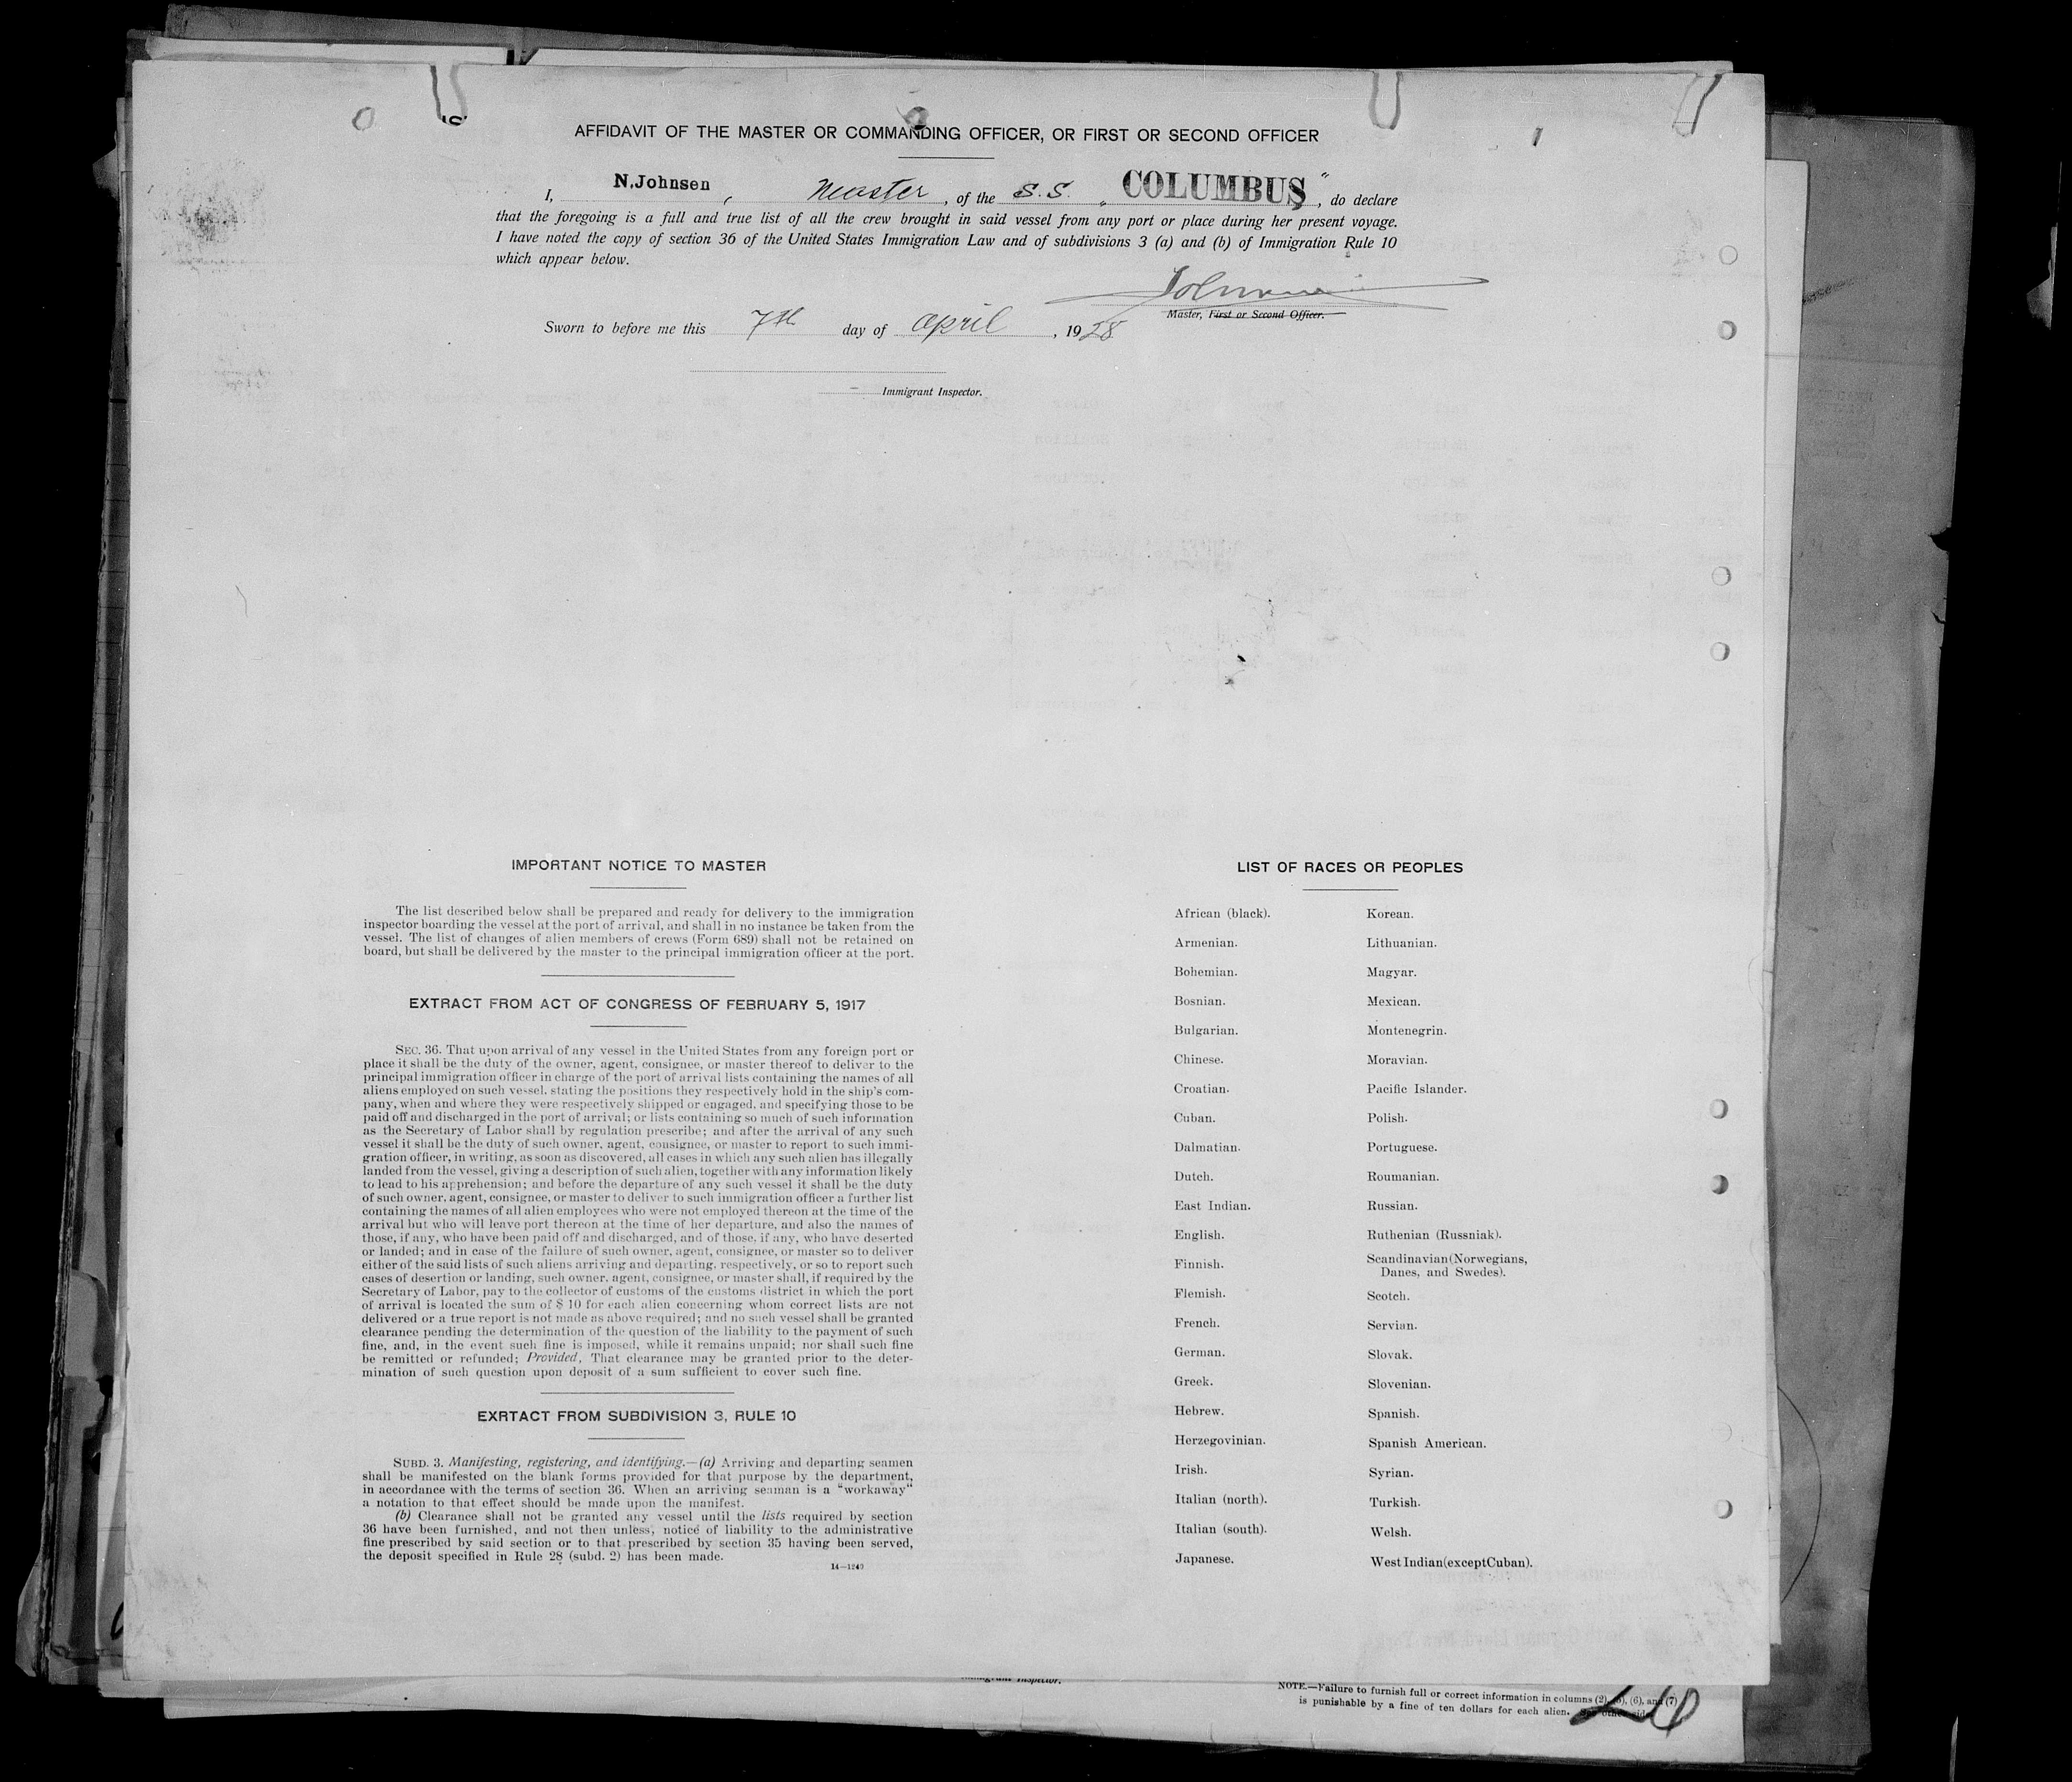 AFFIDAVIT OF THE MASTER OR COMMANDING OFFICER, OR FIRST OR SECOND OFFICER
I, N.Johnsen, Master, of the S.S. „COLUMBUS", do declare
that the foregoing is a full and true list of all the crew brought in said vessel from any port or place during her present voyage.
I have noted the copy of section 36 of the United States Immigration Law and of subdivisions 3 (a) and (b) of Immigration Rule 10
which appear below.
Johnsen
Master, First or Second Officer.
Sworn to before me this 7th day of April, 1928
Immigrant Inspector.
IMPORTANT NOTICE TO MASTER
The list described below shall be prepared and ready for delivery to the immigration
inspector boarding the vessel at the port of arrival, and shall in no instance be taken from the
vessel. The list of changes of alien members of crews (Form 689) shall not be retained on
board, but shall be delivered by the master to the principal immigration officer at the port.
EXTRACT FROM ACT OF CONGRESS OF FEBRUARY 5, 1917
SEC. 36. That upon arrival of any vessel in the United States from any foreign port or
place it shall be the duty of the owner, agent, consignee, or master thereof to deliver to the
principal immigration officer in charge of the port of arrival lists containing the names of all
aliens employed on such vessel, stating the positions they respectively hold in the ship's com-
pany, when and where they were respectively shipped or engaged, and specifying those to be
paid off and discharged in the port of arrival; or lists containing so much of such information
as the Secretary of Labor shall by regulation prescribe; and after the arrival of any such
vessel it shall be the duty of such owner, agent, consignee, or master to report to such immi-
gration officer, in writing, as soon as discovered, all cases in which any such alien has illegally
landed from the vessel, giving a description of such alien, together with any information likely
to lead to his apprehension; and before the departure of any such vessel it shall be the duty
of such owner, agent, consignee, or master to deliver to such immigration officer a further list
containing the names of all alien employees who were not employed thereon at the time of the
arrival but who will leave port thereon at the time of her departure, and also the names of
those, if any, who have been paid off and discharged, and of those, if any, who have deserted
or landed; and in case of the failure of such owner, agent, consignee, or master so to deliver
either of the said lists of such aliens arriving and departing, respectively, or so to report such
cases of desertion or landing, such owner, agent, consignee, or master shall, if required by the
Secretary of Labor, pay to the collector of customs of the customs district in which the port
of arrival is located the sum of $ 10 for each alien concerning whom correct lists are not
delivered or a true report is not made as above required; and no such vessel shall be granted
clearance pending the determination of the question of the liability to the payment of such
fine, and, in the event such fine is imposed, while it remains unpaid; nor shall such fine
be remitted or refunded; Provided, That clearance may be granted prior to the deter-
mination of such question upon deposit of a sum sufficient to cover such fine.
EXRTACT FROM SUBDIVISION 3, RULE 10
SUBD. 3. Manifesting, registering, and identifying.—(a) Arriving and departing seamen
shall be manifested on the blank forms provided for that purpose by the department,
in accordance with the terms of section 36. When an arriving seaman is a "workaway"
a notation to that effect should be made upon the manifest.
(b) Clearance shall not be granted any vessel until the lists required by section
36 have been furnished, and not then unless, notice of liability to the administrative
fine prescribed by said section or to that prescribed by section 35 having been served,
the deposit specified in Rule 28 (subd. 2) has been made.
14—1240
LIST OF RACES OR PEOPLES
African (black).
Armenian.
Bohemian.
Bosnian.
Bulgarian.
Chinese.
Croatian.
Cuban.
Dalmatian.
Dutch.
East Indian.
English.
Finnish.
Flemish.
French.
German.
Greek.
Hebrew.
Herzegovinian.
Irish.
Italian (north).
Italian (south).
Japanese.
Korean.
Lithuanian.
Magyar.
Mexican.
Montenegrin.
Moravian.
Pacific Islander.
Polish.
Portuguese.
Roumanian.
Russian.
Ruthenian (Russniak).
Scandinavian (Norwegians,
Danes, and Swedes).
Scotch.
Servian.
Slovak.
Slovenian.
Spanish.
Spanish American.
Syrian.
Turkish.
Welsh.
West Indian (except Cuban).
Immigrant Inspector.
NOTE.—Failure to furnish full or correct information in columns (2), (5), (6), and (7)
is punishable by a fine of ten dollars for each alien.